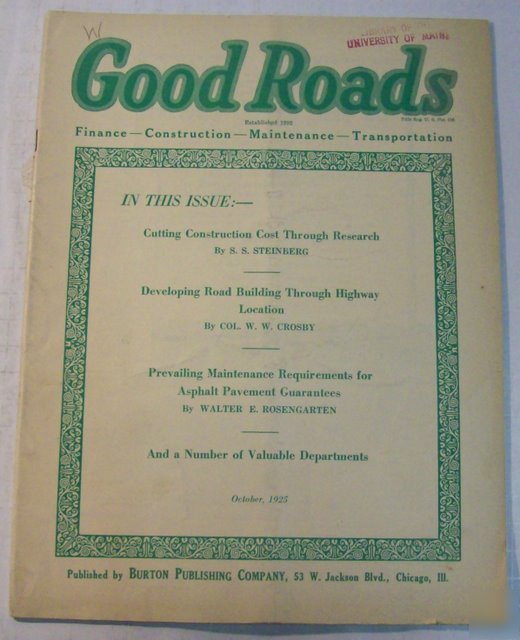 W
LIBRARY OF
UNIVERSITY OF MAINE
Good Roads
Established 1892
Finance — Construction — Maintenance — Transportation
IN THIS ISSUE:—
Cutting Construction Cost Through Research
By S. S. STEINBERG
Developing Road Building Through Highway
Location
By COL. W. W. CROSBY
Prevailing Maintenance Requirements for
Asphalt Pavement Guarantees
By WALTER E. ROSENGARTEN
And a Number of Valuable Departments
October, 1925
Published by BURTON PUBLISHING COMPANY, 53 W. Jackson Blvd., Chicago, Ill.